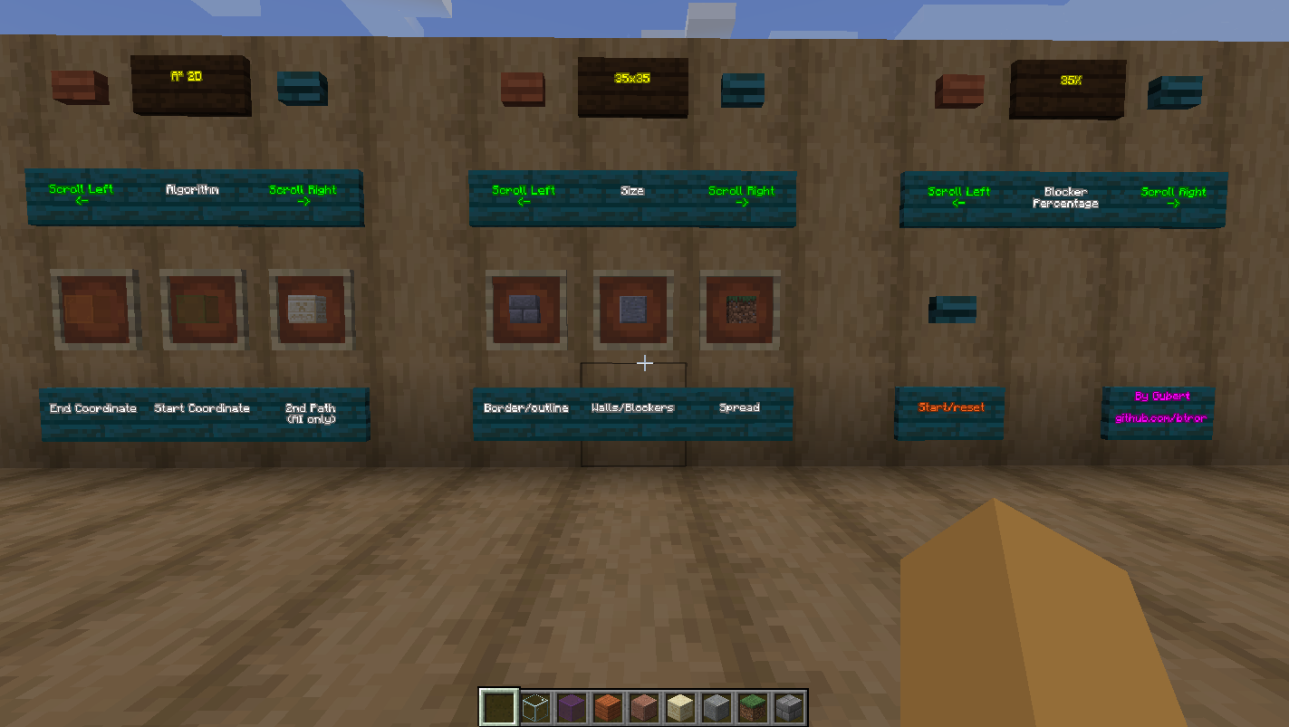 A* 2D
35x35
35%
Scroll Left
<-
Algorithm
Scroll Right
->
Scroll Left
<-
Size
Scroll Right
->
Scroll Left
<-
Blocker
Percentage
Scroll Right
->
End Coordinate
Start Coordinate
2nd Path
(AI only)
Border/outline
Walls/Blockers
Spread
Start/reset
By Qubert
github.com/btror